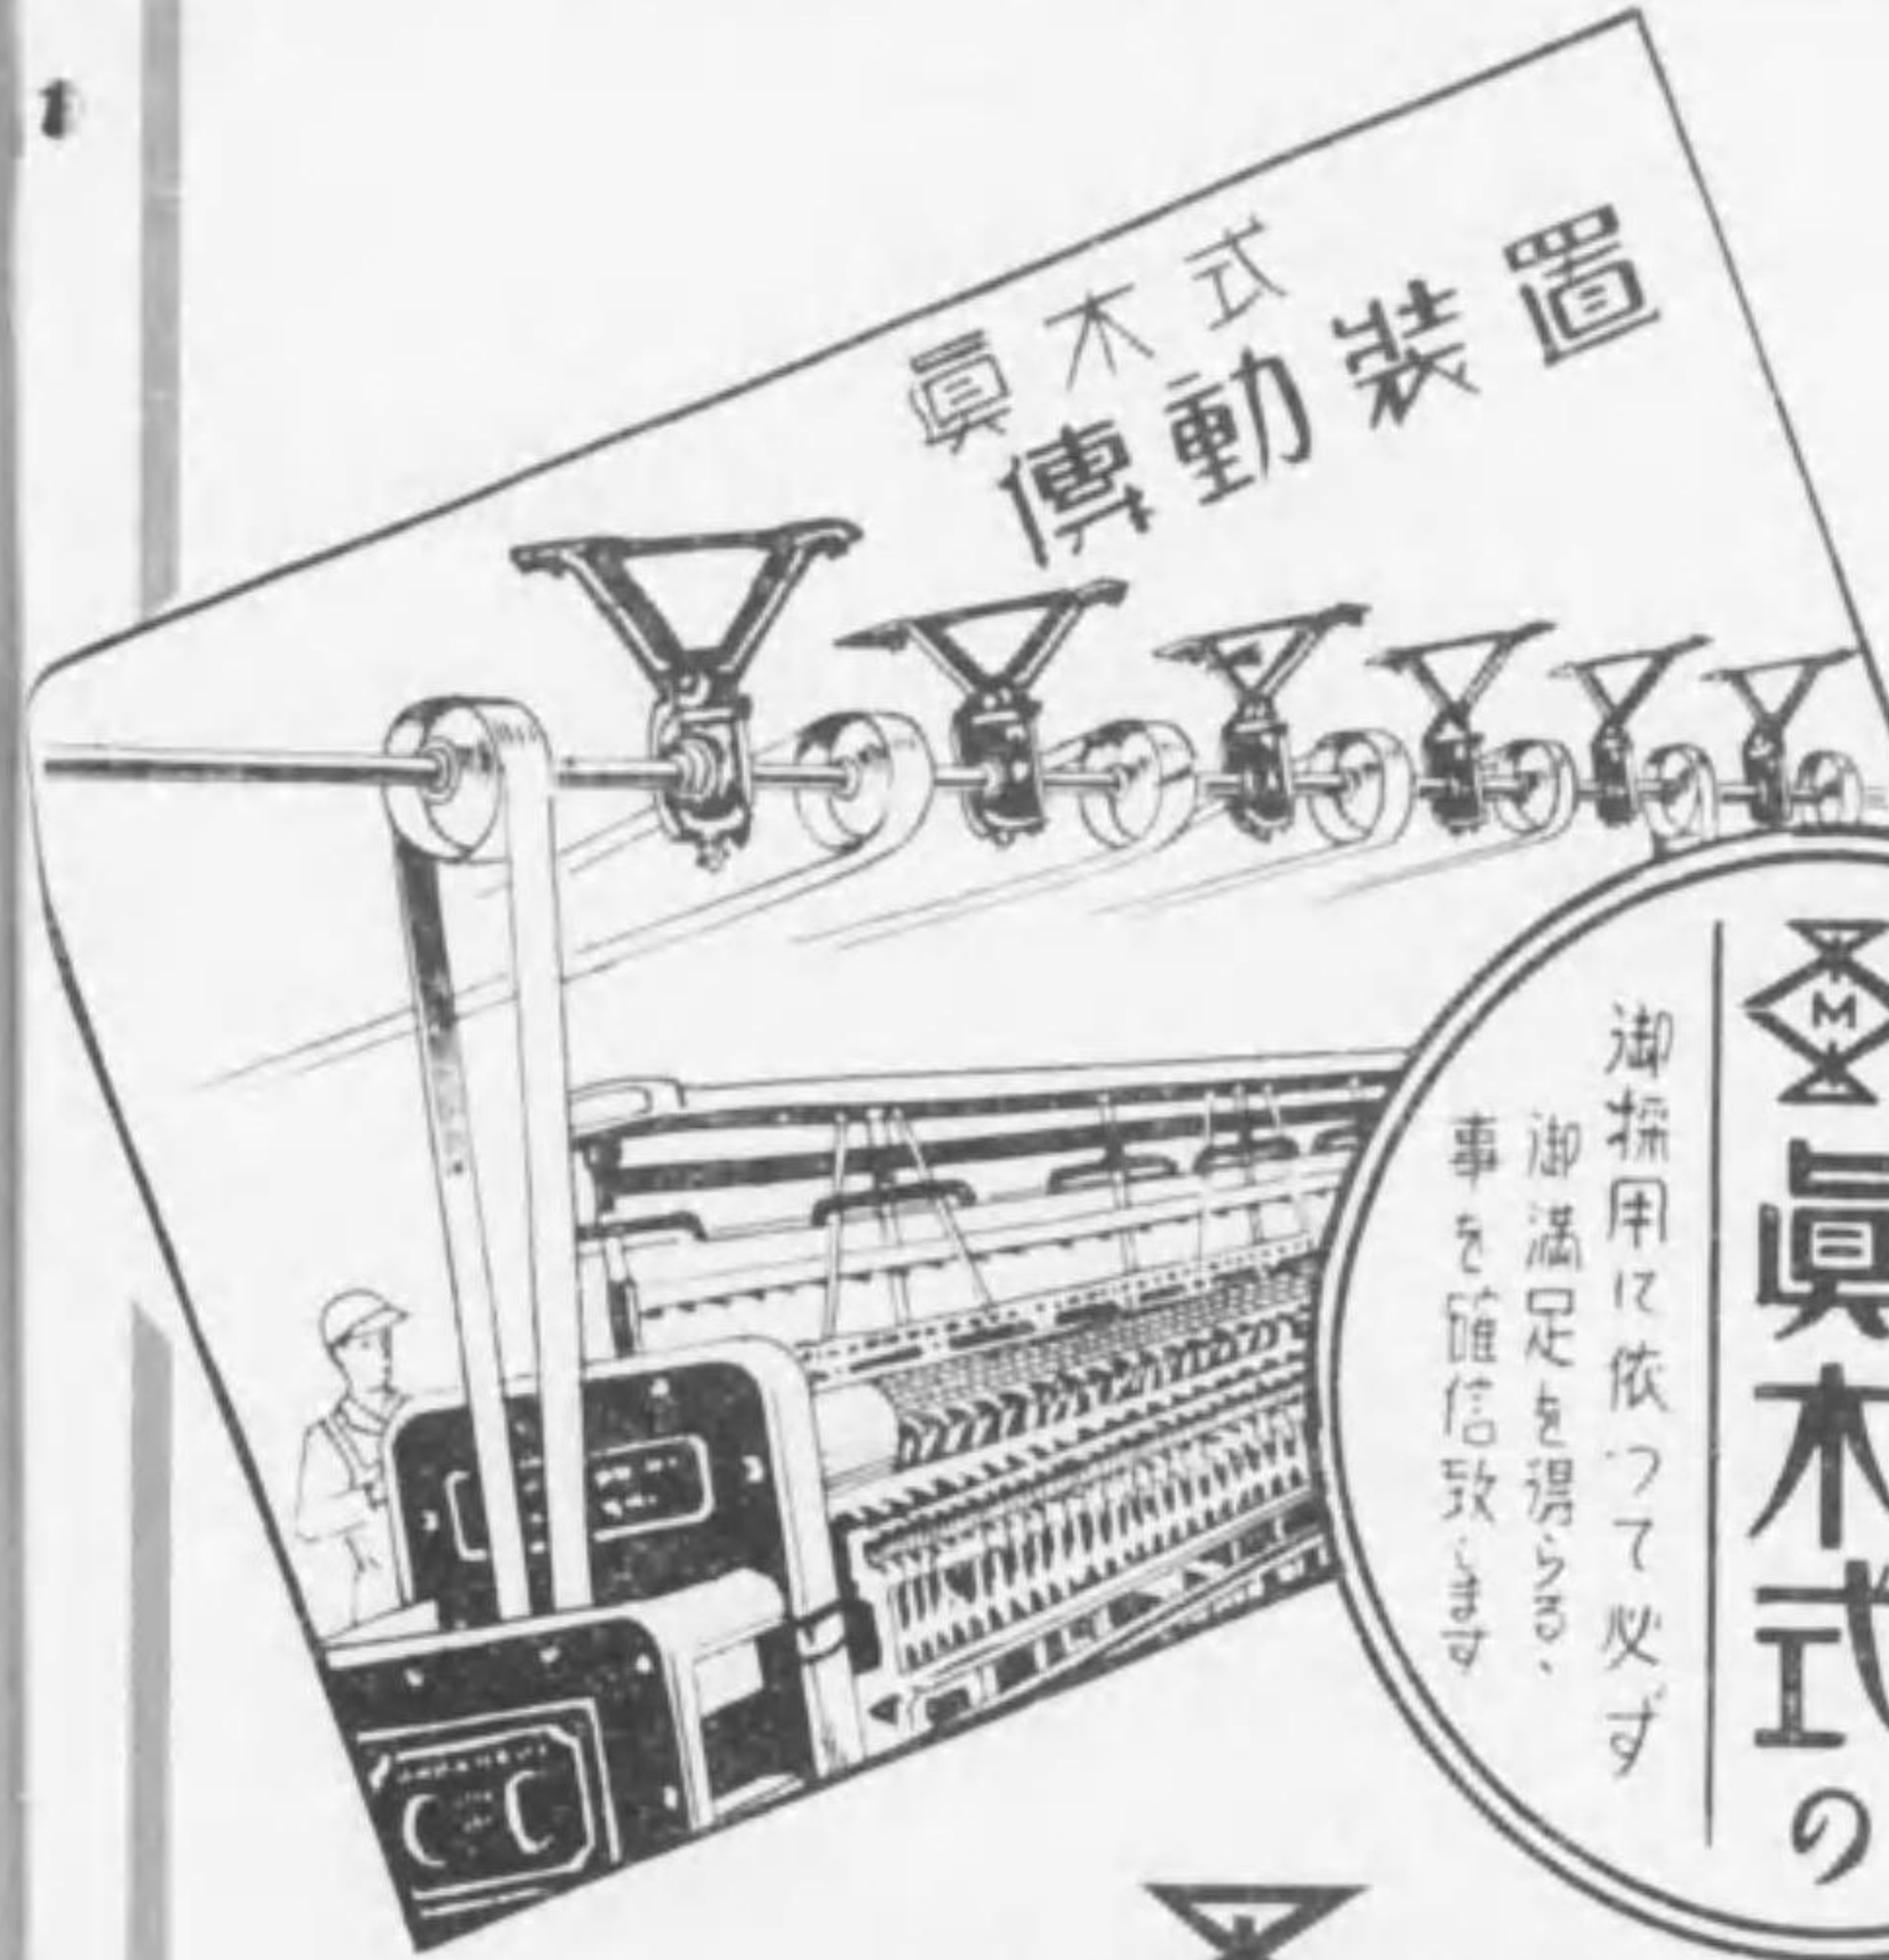 眞木式
傳動裝置
M
眞木式の
御採用に依つて必ず
御満足を得らるゝ
事を確信致します